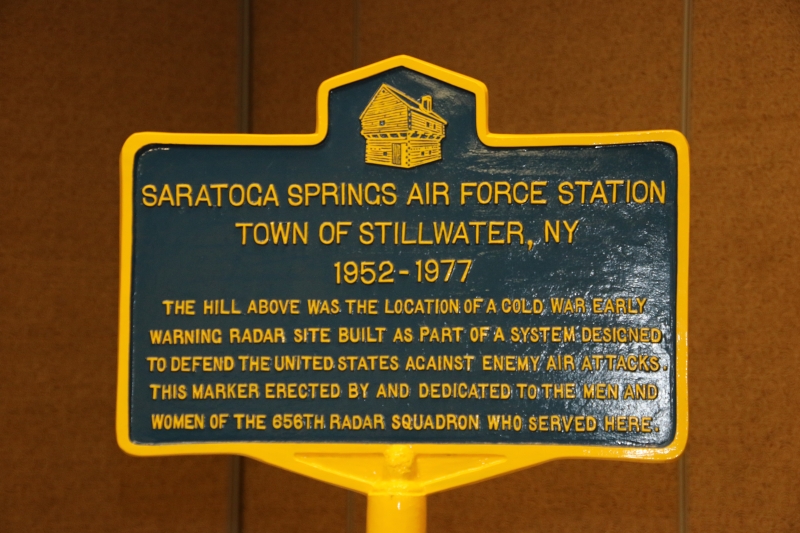 SARATOGA SPRINGS AIR FORCE STATION
TOWN OF STILLWATER, NY
1952-1977
THE HILL ABOVE WAS THE LOCATION OF A COLD WAR EARLY
WARNING RADAR SITE BUILT AS PART OF A SYSTEM DESIGNED
TO DEFEND THE UNITED STATES AGAINST ENEMY AIR ATTACKS.
THIS MARKER ERECTED BY AND DEDICATED TO THE MEN AND
WOMEN OF THE 656TH RADAR SQUADRON WHO SERVED HERE.